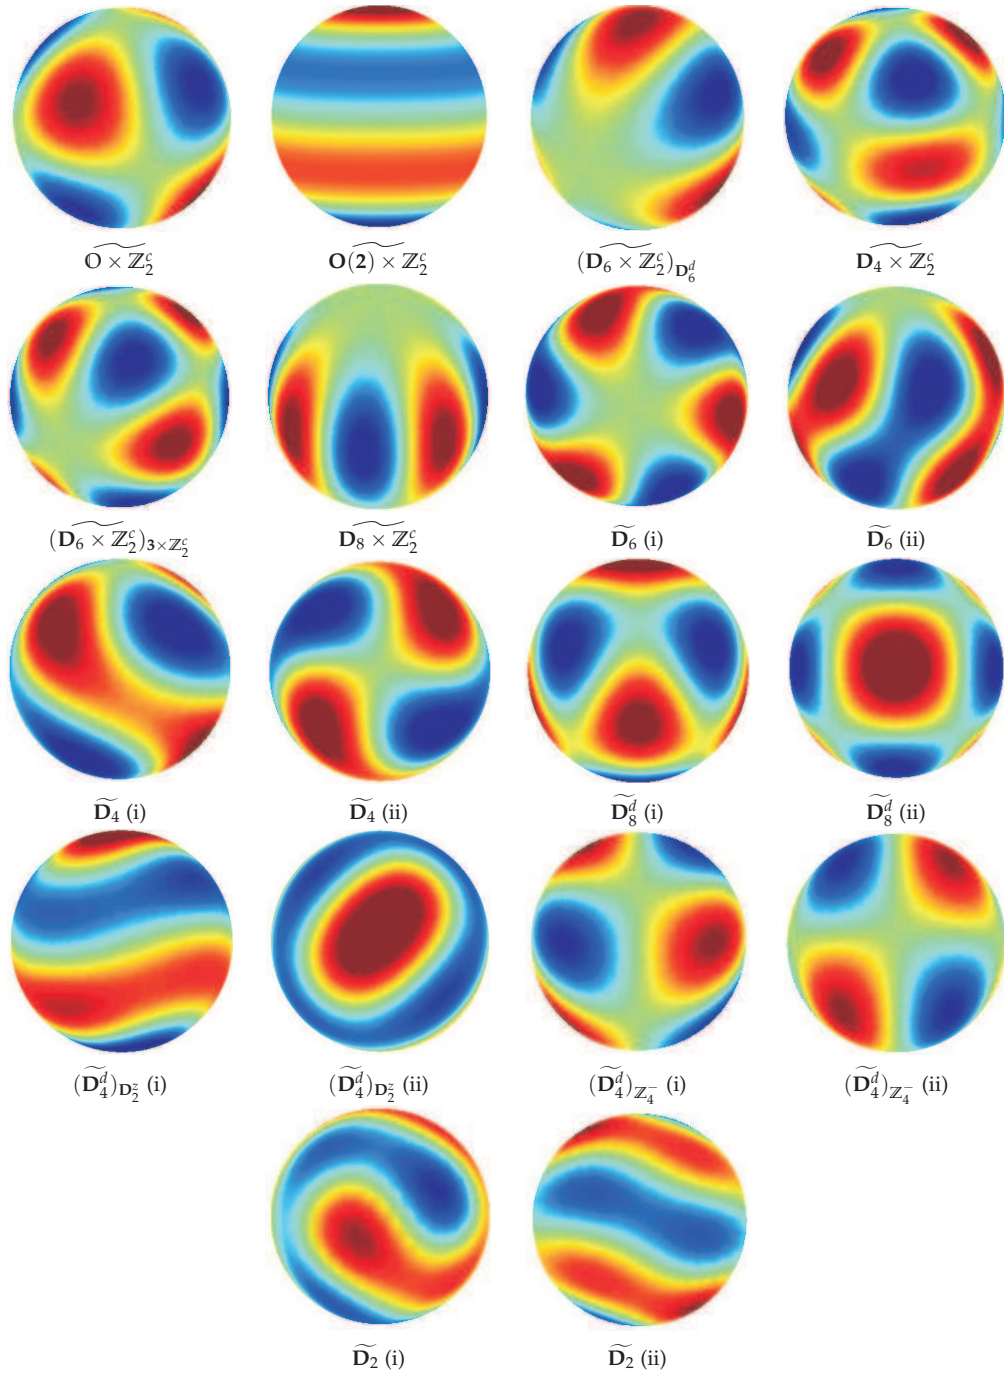 $\widetilde{\mathbb{O} \times \mathbb{Z}_2^c}$ $\widetilde{\mathbf{O(2)} \times \mathbb{Z}_2^c}$ $(\widetilde{\mathbf{D}_6 \times \mathbb{Z}_2^c})_{\mathbf{D}_6^d}$ $\widetilde{\mathbf{D}_4 \times \mathbb{Z}_2^c}$
$(\widetilde{\mathbf{D}_6 \times \mathbb{Z}_2^c})_{\mathbf{3} \times \mathbb{Z}_2^c}$ $\widetilde{\mathbf{D}_8 \times \mathbb{Z}_2^c}$ $\widetilde{\mathbf{D}_6}$ (i) $\widetilde{\mathbf{D}_6}$ (ii)
$\widetilde{\mathbf{D}_4}$ (i) $\widetilde{\mathbf{D}_4}$ (ii) $\widetilde{\mathbf{D}_8^d}$ (i) $\widetilde{\mathbf{D}_8^d}$ (ii)
$(\widetilde{\mathbf{D}_4^d})_{\mathbf{D}_2^z}$ (i) $(\widetilde{\mathbf{D}_4^d})_{\mathbf{D}_2^z}$ (ii) $(\widetilde{\mathbf{D}_4^d})_{\mathbb{Z}_4^-}$ (i) $(\widetilde{\mathbf{D}_4^d})_{\mathbb{Z}_4^-}$ (ii)
$\widetilde{\mathbf{D}_2}$ (i) $\widetilde{\mathbf{D}_2}$ (ii)